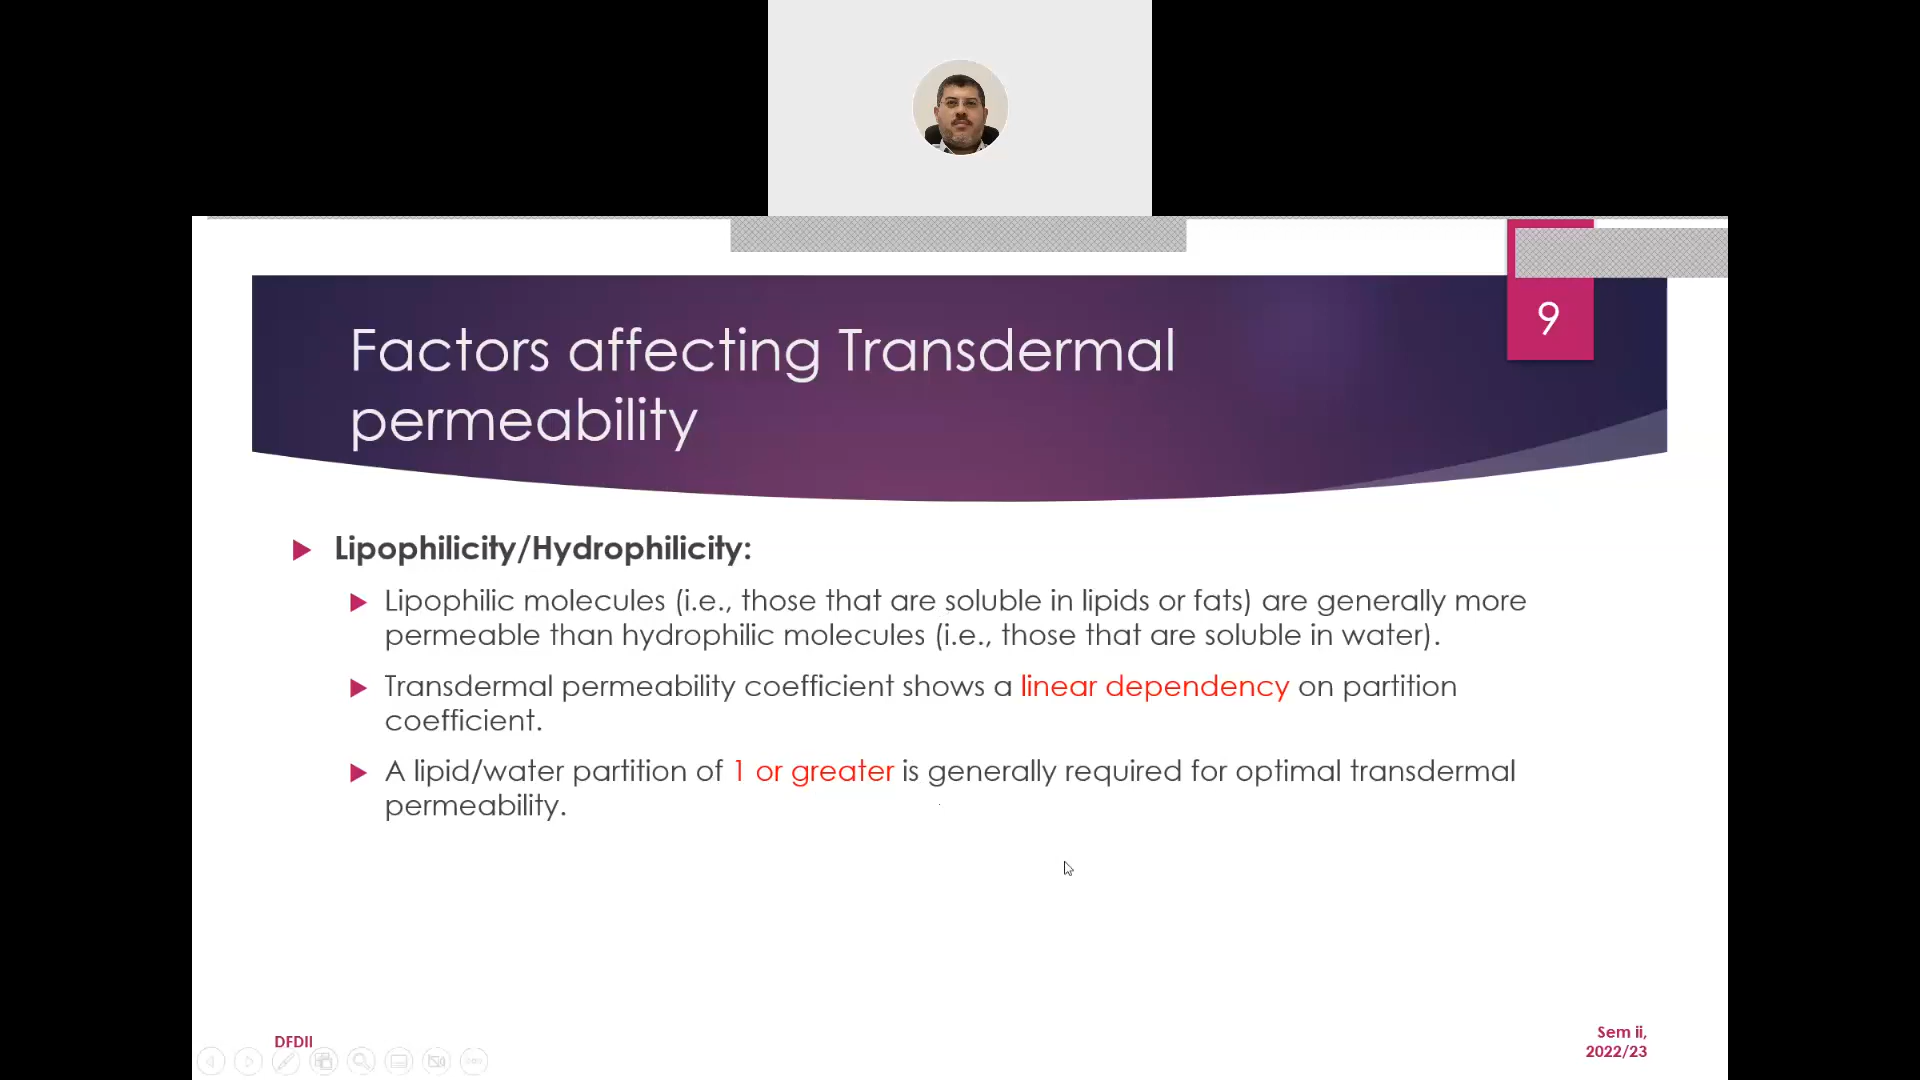 9
Factors affecting Transdermal
permeability
Lipophilicity/Hydrophilicity:
Lipophilic molecules (i.e., those that are soluble in lipids or fats) are generally more
permeable than hydrophilic molecules (i.e., those that are soluble in water).
Transdermal permeability coefficient shows a linear dependency on partition
coefficient.
A lipid/water partition of 1 or greater is generally required for optimal transdermal
permeability.
DFDII
Sem ii,
2022/23